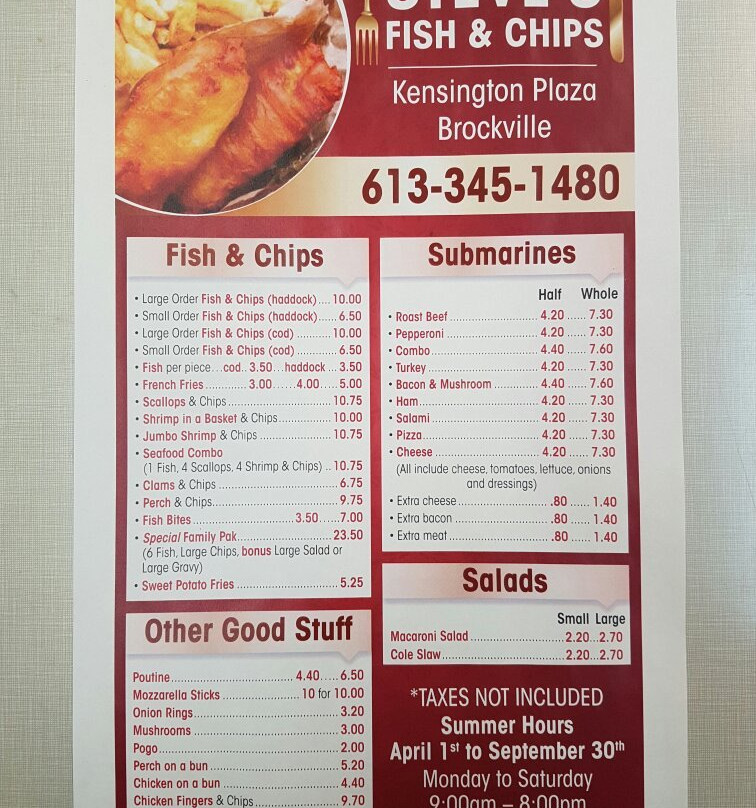 FISH & CHIPS
Kensington Plaza
Brockville
613-345-1480
Fish & Chips
• Large Order Fish & Chips (haddock).... 10.00
• Small Order Fish & Chips (haddock)..... 6.50
• Large Order Fish & Chips (cod) ............10.00
• Small Order Fish & Chips (cod) ............. 6.50
• Fish per piece...cod.. 3.50...haddock ... 3.50
• French Fries.............3.00......4.00......5.00
• Scallops & Chips.................................10.75
• Shrimp in a Basket & Chips..................10.00
• Jumbo Shrimp & Chips .......................10.75
• Seafood Combo
(1 Fish, 4 Scallops, 4 Shrimp & Chips) .. 10.75
• Clams & Chips .....................................6.75
• Perch & Chips......................................9.75
• Fish Bites..............................3.50......7.00
• Special Family Pak..............................23.50
(6 Fish, Large Chips, bonus Large Salad or
Large Gravy)
• Sweet Potato Fries ...............................5.25
Other Good Stuff
Poutine.....................................4.40.....6.50
Mozzarella Sticks ........................10 for 10.00
Onion Rings............................................3.20
Mushrooms ............................................3.00
Pogo.......................................................2.00
Perch on a bun .......................................5.20
Chicken on a bun ....................................4.40
Chicken Fingers & Chips..........................9.70
Submarines
Half Whole
• Roast Beef .......................4.20 ...... 7.30
• Pepperoni .........................4.20 ...... 7.30
• Combo..............................4.40 ...... 7.60
• Turkey..............................4.20 ...... 7.30
• Bacon & Mushroom ............4.40 ...... 7.60
• Ham.................................4.20 ...... 7.30
• Salami..............................4.20 ...... 7.30
• Pizza................................4.20 ...... 7.30
• Cheese .............................4.20 ...... 7.30
(All include cheese, tomatoes, lettuce, onions
and dressings)
• Extra cheese........................80 ...... 1.40
• Extra bacon .........................80 ...... 1.40
• Extra meat...........................80 ...... 1.40
Salads
Small Large
Macaroni Salad ........................2.20...2.70
Cole Slaw................................2.20...2.70
*TAXES NOT INCLUDED
Summer Hours
April 1st to September 30th
Monday to Saturday
9:00am – 8:00pm